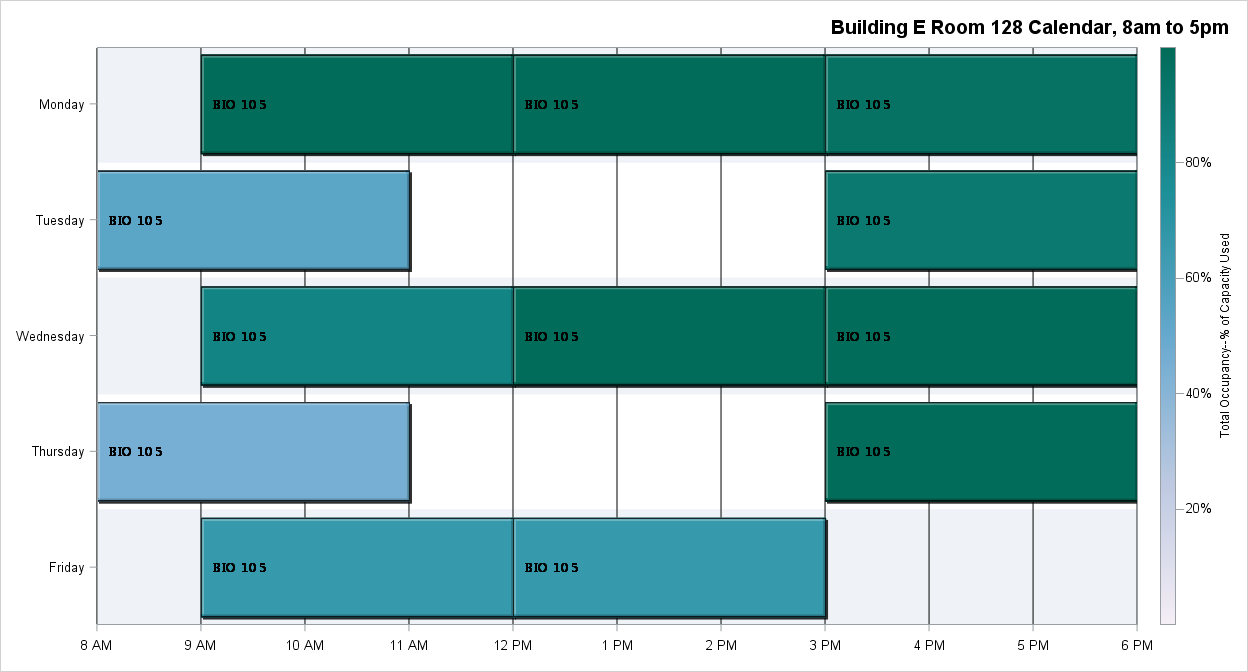 Building E Room 128 Calendar, 8am to 5pm
Monday
BIO 105
BIO 105
BIO 105
Tuesday
BIO 105
BIO 105
Wednesday
BIO 105
BIO 105
BIO 105
Thursday
BIO 105
BIO 105
Friday
BIO 105
BIO 105
8 AM
9 AM
10 AM
11 AM
12 PM
1 PM
2 PM
3 PM
4 PM
5 PM
6 PM
80%
60%
40%
20%
Total Occupancy--% of Capacity Used